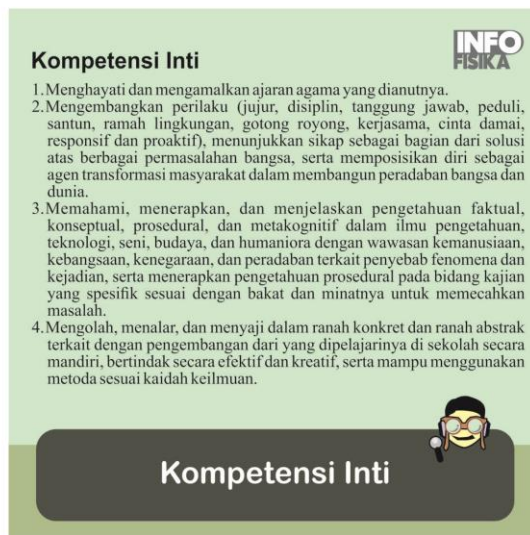 INFO
FISIKA
Kompetensi Inti
1.Menghayati dan mengamalkan ajaran agama yang dianutnya.
2.Mengembangkan perilaku (jujur, disiplin, tanggung jawab, peduli,
santun, ramah lingkungan, gotong royong, kerjasama, cinta damai,
responsif dan proaktif), menunjukkan sikap sebagai bagian dari solusi
atas berbagai permasalahan bangsa, serta memposisikan diri sebagai
agen transformasi masyarakat dalam membangun peradaban bangsa dan
dunia.
3.Memahami, menerapkan, dan menjelaskan pengetahuan faktual,
konseptual, prosedural, dan metakognitif dalam ilmu pengetahuan,
teknologi, seni, budaya, dan humaniora dengan wawasan kemanusiaan,
kebangsaan, kenegaraan, dan peradaban terkait penyebab fenomena dan
kejadian, serta menerapkan pengetahuan prosedural pada bidang kajian
yang spesifik sesuai dengan bakat dan minatnya untuk memecahkan
masalah.
4.Mengolah, menalar, dan menyaji dalam ranah konkret dan ranah abstrak
terkait dengan pengembangan dari yang dipelajarinya di sekolah secara
mandiri, bertindak secara efektif dan kreatif, serta mampu menggunakan
metoda sesuai kaidah keilmuan.
Kompetensi Inti